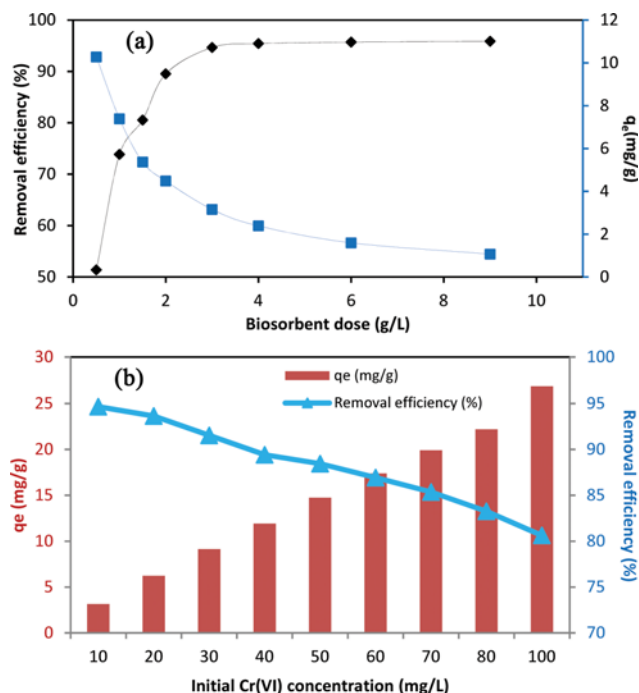 (a)
Removal efficiency (%)
100
90
80
70
60
50
12
10
8
6
4
2
0
qₑ(mg/g)
0 2 4 6 8 10
Biosorbent dose (g/L)
(b)
qe (mg/g)
Removal efficiency (%)
qe (mg/g)
30
25
20
15
10
5
0
100
95
90
85
80
75
70
Removal efficiency
(%)
10 20 30 40 50 60 70 80 100
Initial Cr(VI) concentration (mg/L)